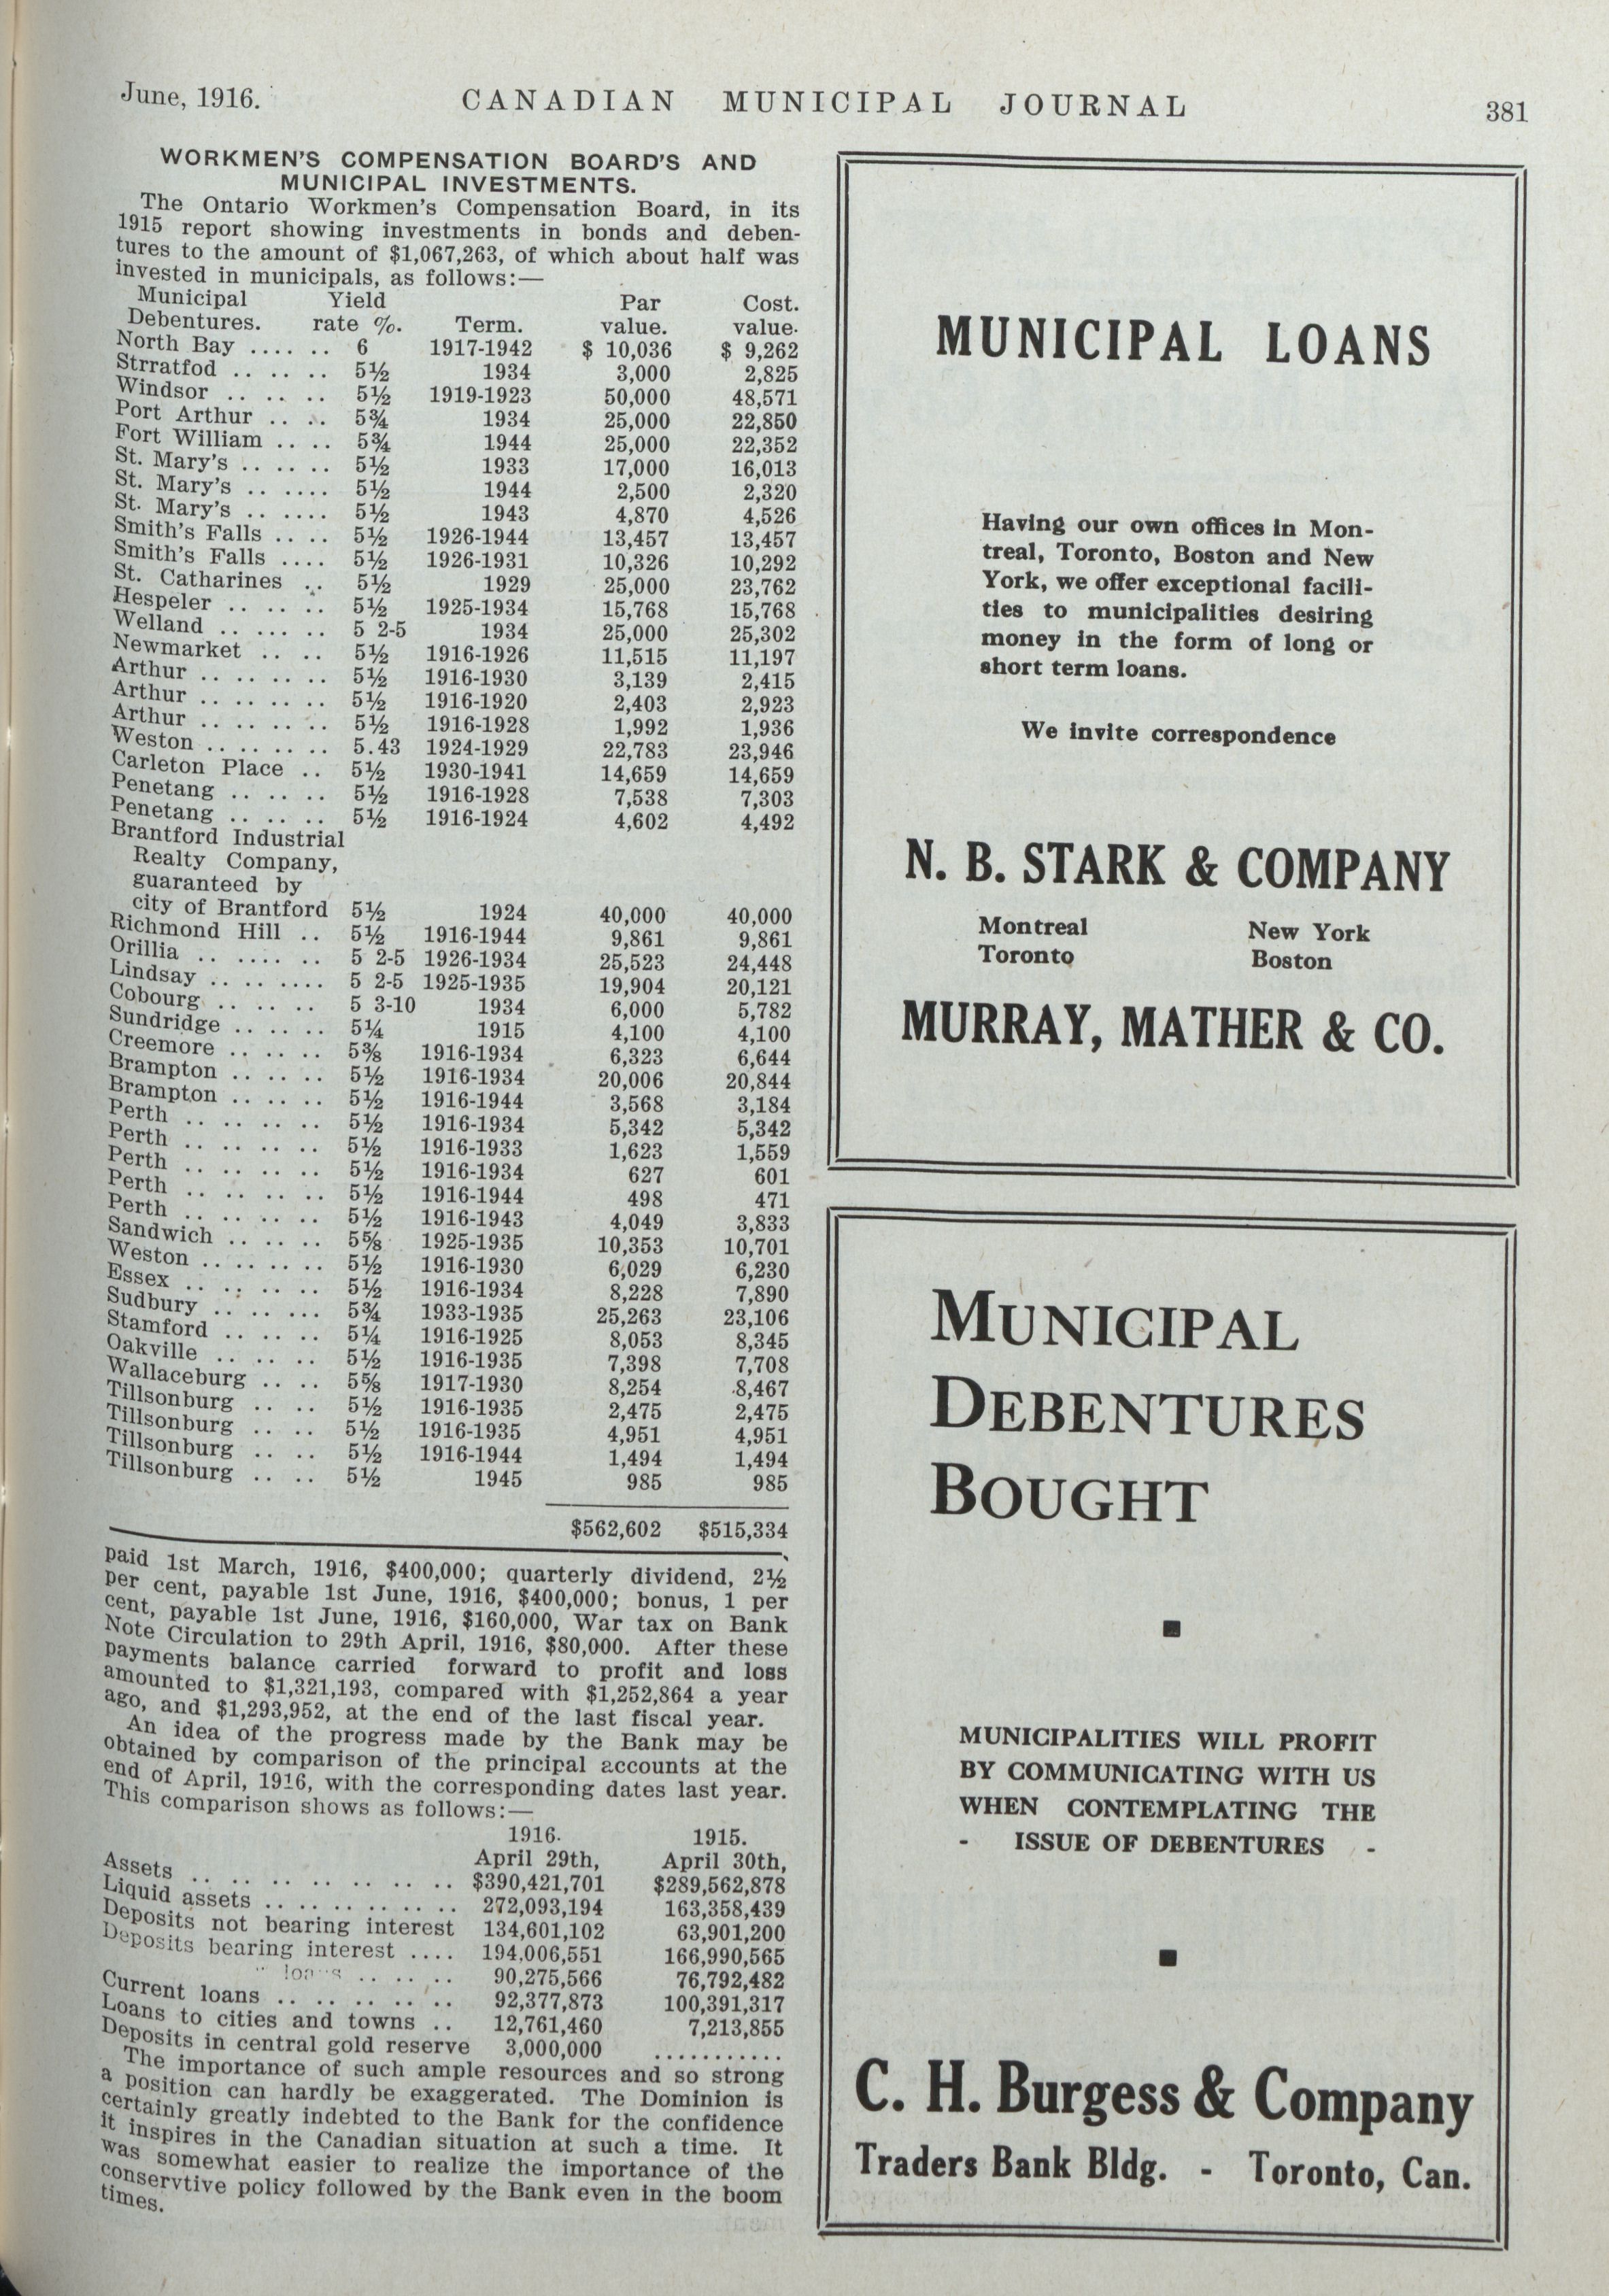 June, 1916.
CANADIAN MUNICIPAL JOURNAL
381
WORKMEN'S COMPENSATION BOARD'S AND
MUNICIPAL INVESTMENTS.
The Ontario Workmen's Compensation Board, in its
1915 report showing investments in bonds and deben-
tures to the amount of $1,067,263, of which about half was
invested in municipals, as follows:—
Municipal Yield Par Cost.
Debentures. rate %. Term. value. value.
North Bay .... .. 6 1917-1942 $ 10,036 $ 9,262
Strratfod .. .. .. 5½ 1934 3,000 2,825
Windsor .. .. .. 5½ 1919-1923 50,000 48,571
Port Arthur .. .. 5¾ 1934 25,000 22,850
Fort William .. .. 5¾ 1944 25,000 22,352
St. Mary's .. .. .. 5½ 1933 17,000 16,013
St. Mary's .. .... 5½ 1944 2,500 2,320
St. Mary's .. .... 5½ 1943 4,870 4,526
Smith's Falls .. .. 5½ 1926-1944 13,457 13,457
Smith's Falls .... 5½ 1926-1931 10,326 10,292
St. Catharines .. 5½ 1929 25,000 23,762
Hespeler .. .. .. 5½ 1925-1934 15,768 15,768
Welland .. ... .. 5 2-5 1934 25,000 25,302
Newmarket .. .. 5½ 1916-1926 11,515 11,197
Arthur .. .. .. .. 5½ 1916-1930 3,139 2,415
Arthur .. .. .. .. 5½ 1916-1920 2,403 2,923
Arthur .. .. .. .. 5½ 1916-1928 1,992 1,936
Weston .. .. .. .. 5.43 1924-1929 22,783 23,946
Carleton Place .. 5½ 1930-1941 14,659 14,659
Penetang .. .. .. 5½ 1916-1928 7,538 7,303
Penetang .. .. .. 5½ 1916-1924 4,602 4,492
Brantford Industrial
Realty Company,
guaranteed by
city of Brantford 5½ 1924 40,000 40,000
Richmond Hill .. 5½ 1916-1944 9,861 9,861
Orillia .. .... .. 5 2-5 1926-1934 25,523 24,448
Lindsay .. .. .... 5 2-5 1925-1935 19,904 20,121
Cobourg .. .. .. 5 3-10 1934 6,000 5,782
Sundridge .. .. .. 5¼ 1915 4,100 4,100
Creemore .. .. .. 5⅜ 1916-1934 6,323 6,644
Brampton .. .. .. 5½ 1916-1934 20,006 20,844
Brampton .. .. .. 5½ 1916-1944 3,568 3,184
Perth .. .. .. .. 5½ 1916-1934 5,342 5,342
Perth .. .. .. .. 5½ 1916-1933 1,623 1,559
Perth .. .. .. .. 5½ 1916-1934 627 601
Perth .. .. .. .. 5½ 1916-1944 498 471
Perth .. .. .. .. 5½ 1916-1943 4,049 3,833
Sandwich .. .. .. 5⅝ 1925-1935 10,353 10,701
Weston .. .. .. .. 5½ 1916-1930 6,029 6,230
Essex .. .. .. .. 5½ 1916-1934 8,228 7,890
Sudbury .. .. ... 5¾ 1933-1935 25,263 23,106
Stamford .. .. .. 5¼ 1916-1925 8,053 8,345
Oakville .. .. .. 5½ 1916-1935 7,398 7,708
Wallaceburg .. .. 5⅝ 1917-1930 8,254 8,467
Tillsonburg .. .. 5½ 1916-1935 2,475 2,475
Tillsonburg .. .. 5½ 1916-1935 4,951 4,951
Tillsonburg .. .. 5½ 1916-1944 1,494 1,494
Tillsonburg .. .. 5½ 1945 985 985
$562,602 $515,334
paid 1st March, 1916, $400,000; quarterly dividend, 2½
per cent, payable 1st June, 1916, $400,000; bonus, 1 per
cent, payable 1st June, 1916, $160,000, War tax on Bank
Note Circulation to 29th April, 1916, $80,000. After these
payments balance carried forward to profit and loss
amounted to $1,321,193, compared with $1,252,864 a year
ago, and $1,293,952, at the end of the last fiscal year.
An idea of the progress made by the Bank may be
obtained by comparison of the principal accounts at the
end of April, 1916, with the corresponding dates last year.
This comparison shows as follows:—
1916. 1915.
April 29th, April 30th,
Assets .. .. .. .. .. .. .. $390,421,701 $289,562,878
Liquid assets .. .. .. .. .. 272,093,194 163,358,439
Deposits not bearing interest 134,601,102 63,901,200
Deposits bearing interest .... 194,006,551 166,990,565
loans .. .. .. 90,275,566 76,792,482
Current loans .. .. .. .. .. 92,377,873 100,391,317
Loans to cities and towns .. 12,761,460 7,213,855
Deposits in central gold reserve 3,000,000 ...........
The importance of such ample resources and so strong
a position can hardly be exaggerated. The Dominion is
certainly greatly indebted to the Bank for the confidence
it inspires in the Canadian situation at such a time. It
was somewhat easier to realize the importance of the
conservtive policy followed by the Bank even in the boom
times.
MUNICIPAL LOANS
Having our own offices in Mon-
treal, Toronto, Boston and New
York, we offer exceptional facili-
ties to municipalities desiring
money in the form of long or
short term loans.
We invite correspondence
N. B. STARK & COMPANY
Montreal New York
Toronto Boston
MURRAY, MATHER & CO.
MUNICIPAL
DEBENTURES
BOUGHT
MUNICIPALITIES WILL PROFIT
BY COMMUNICATING WITH US
WHEN CONTEMPLATING THE
- ISSUE OF DEBENTURES -
C. H. Burgess & Company
Traders Bank Bldg. - Toronto, Can.